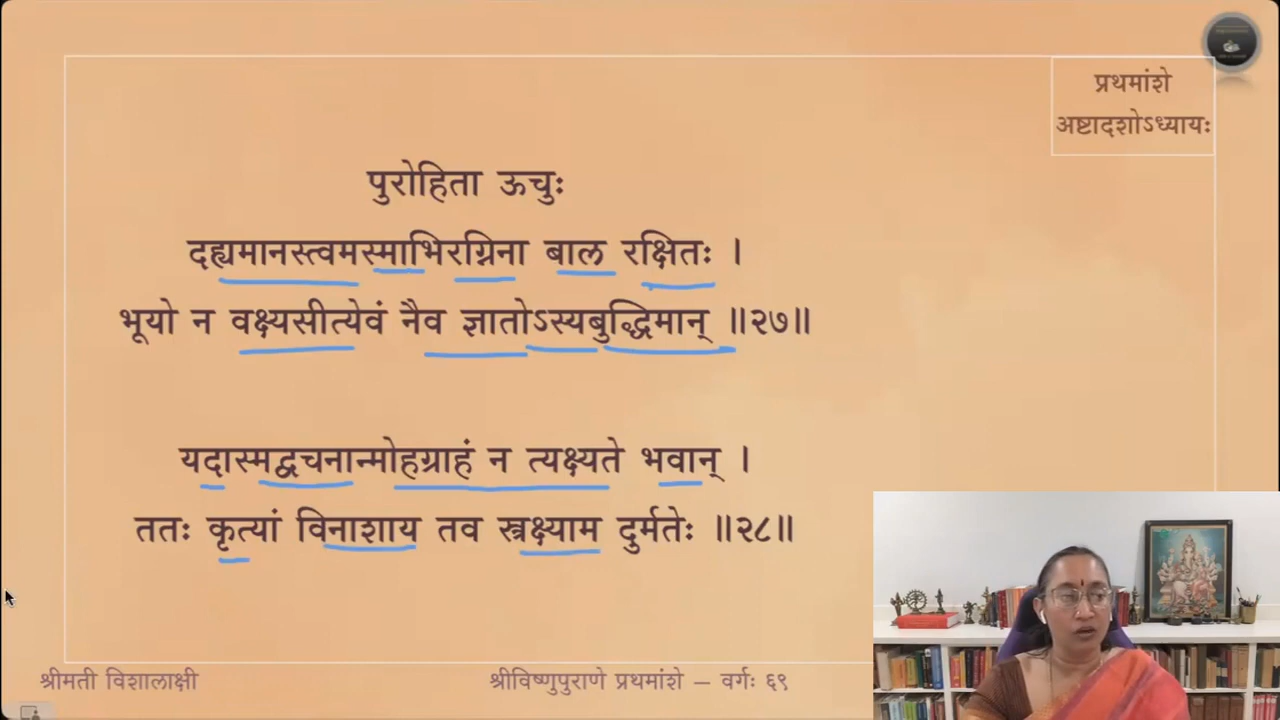 प्रथमांशे
अष्टादशोऽध्यायः
पुरोहिता ऊचुः
दह्यमानस्त्वमस्माभिरग्निना बाल रक्षितः ।
भूयो न वक्ष्यसीत्येवं नैव ज्ञातोऽस्यबुद्धिमान् ॥२७॥
यदास्मद्वचनान्मोहग्राहं न त्यक्ष्यते भवान् ।
ततः कृत्यां विनाशाय तव स्त्रक्ष्याम दुर्मतेः ॥२८॥
श्रीमती विशालाक्षी
श्रीविष्णुपुराणे प्रथमांशे – वर्गः ६९